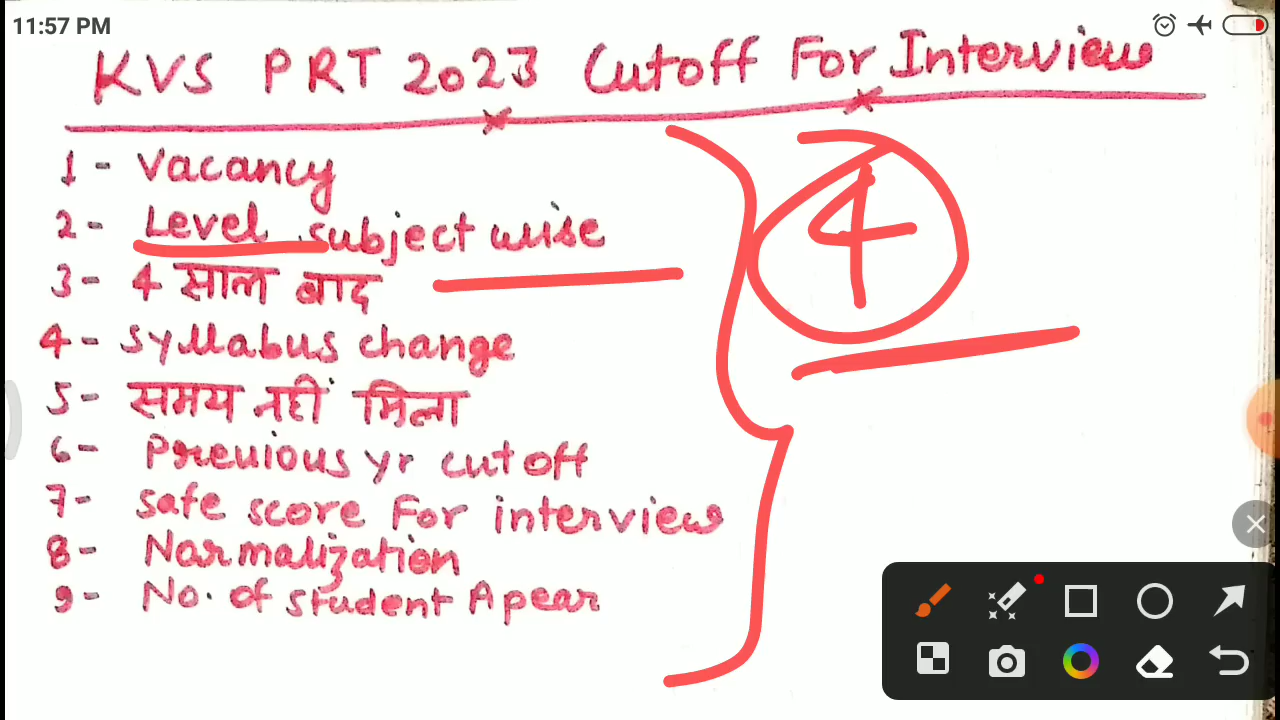 11:57 PM
KVS PRT 2023 Cutoff For Interview
1- Vacancy
2- Level subject wise
3- 4 साल बाद
4- Syllabus change
5- समय नहीं मिला
6- Previous yr cutoff
7- safe score For interview
8- Narmalization
9- No. of student Apear
4